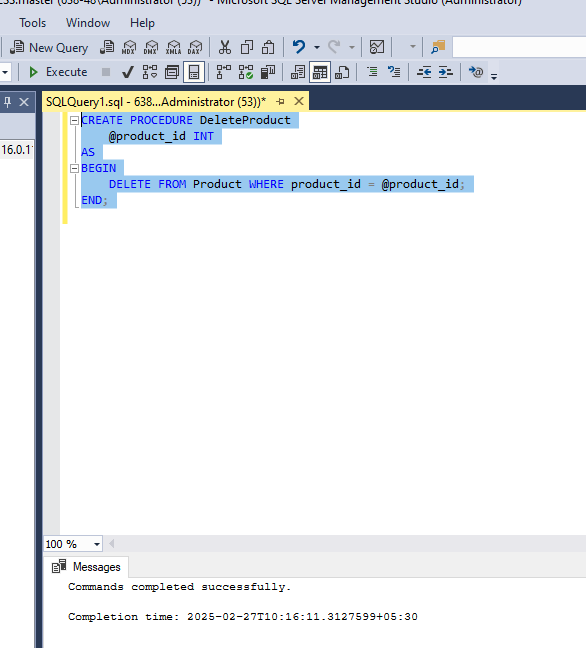 .master (638-48\Administrator (53))* - Microsoft SQL Server Management Studio (Administrator)
Tools Window Help
New Query MDX DMX XMLA DAX
Execute
SQLQuery1.sql - 638...Administrator (53))*
16.0.1
CREATE PROCEDURE DeleteProduct
@product_id INT
AS
BEGIN
DELETE FROM Product WHERE product_id = @product_id;
END;
100 %
Messages
Commands completed successfully.
Completion time: 2025-02-27T10:16:11.3127599+05:30